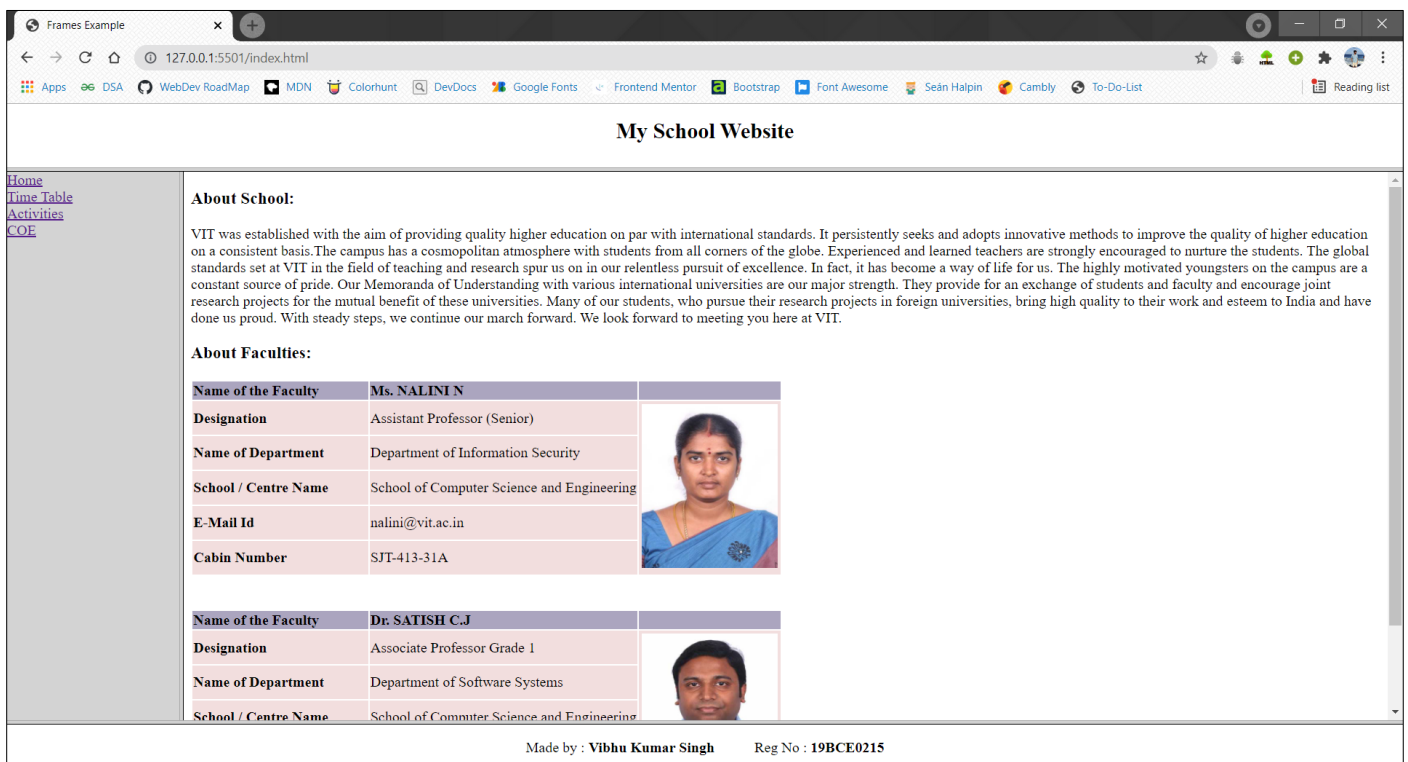 Frames Example
127.0.0.1:5501/index.html
Apps DSA WebDev RoadMap MDN Colorhunt DevDocs Google Fonts Frontend Mentor Bootstrap Font Awesome Seán Halpin Cambly To-Do-List Reading list
My School Website
Home
Time Table
Activities
COE
About School:
VIT was established with the aim of providing quality higher education on par with international standards. It persistently seeks and adopts innovative methods to improve the quality of higher education
on a consistent basis.The campus has a cosmopolitan atmosphere with students from all corners of the globe. Experienced and learned teachers are strongly encouraged to nurture the students. The global
standards set at VIT in the field of teaching and research spur us on in our relentless pursuit of excellence. In fact, it has become a way of life for us. The highly motivated youngsters on the campus are a
constant source of pride. Our Memoranda of Understanding with various international universities are our major strength. They provide for an exchange of students and faculty and encourage joint
research projects for the mutual benefit of these universities. Many of our students, who pursue their research projects in foreign universities, bring high quality to their work and esteem to India and have
done us proud. With steady steps, we continue our march forward. We look forward to meeting you here at VIT.
About Faculties:
Name of the Faculty Ms. NALINI N
Designation Assistant Professor (Senior)
Name of Department Department of Information Security
School / Centre Name School of Computer Science and Engineering
E-Mail Id nalini@vit.ac.in
Cabin Number SJT-413-31A
Name of the Faculty Dr. SATISH C.J
Designation Associate Professor Grade 1
Name of Department Department of Software Systems
School / Centre Name School of Computer Science and Engineering
Made by : Vibhu Kumar Singh Reg No : 19BCE0215